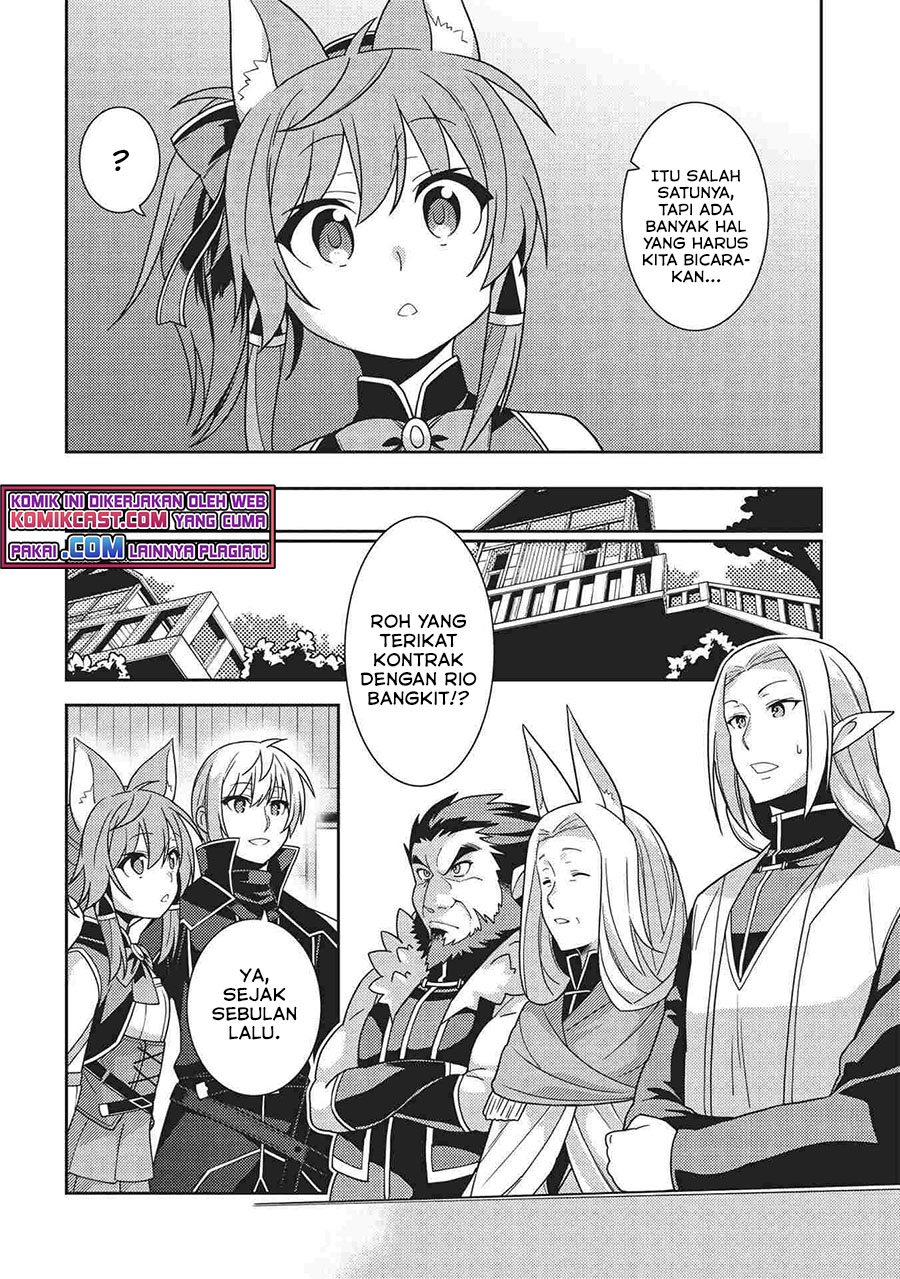 ITU SALAH
SATUNYA,
TAPI ADA
BANYAK HAL
YANG HARUS
KITA BICARA-
KAN...
?
KOMIK INI DIKERJAKAN OLEH WEB
KOMIKCAST.COM YANG CUMA
PAKAI .COM LAINNYA PLAGIAT!
ROH YANG
TERIKAT
KONTRAK
DENGAN RIO
BANGKIT!?
YA,
SEJAK
SEBULAN
LALU.